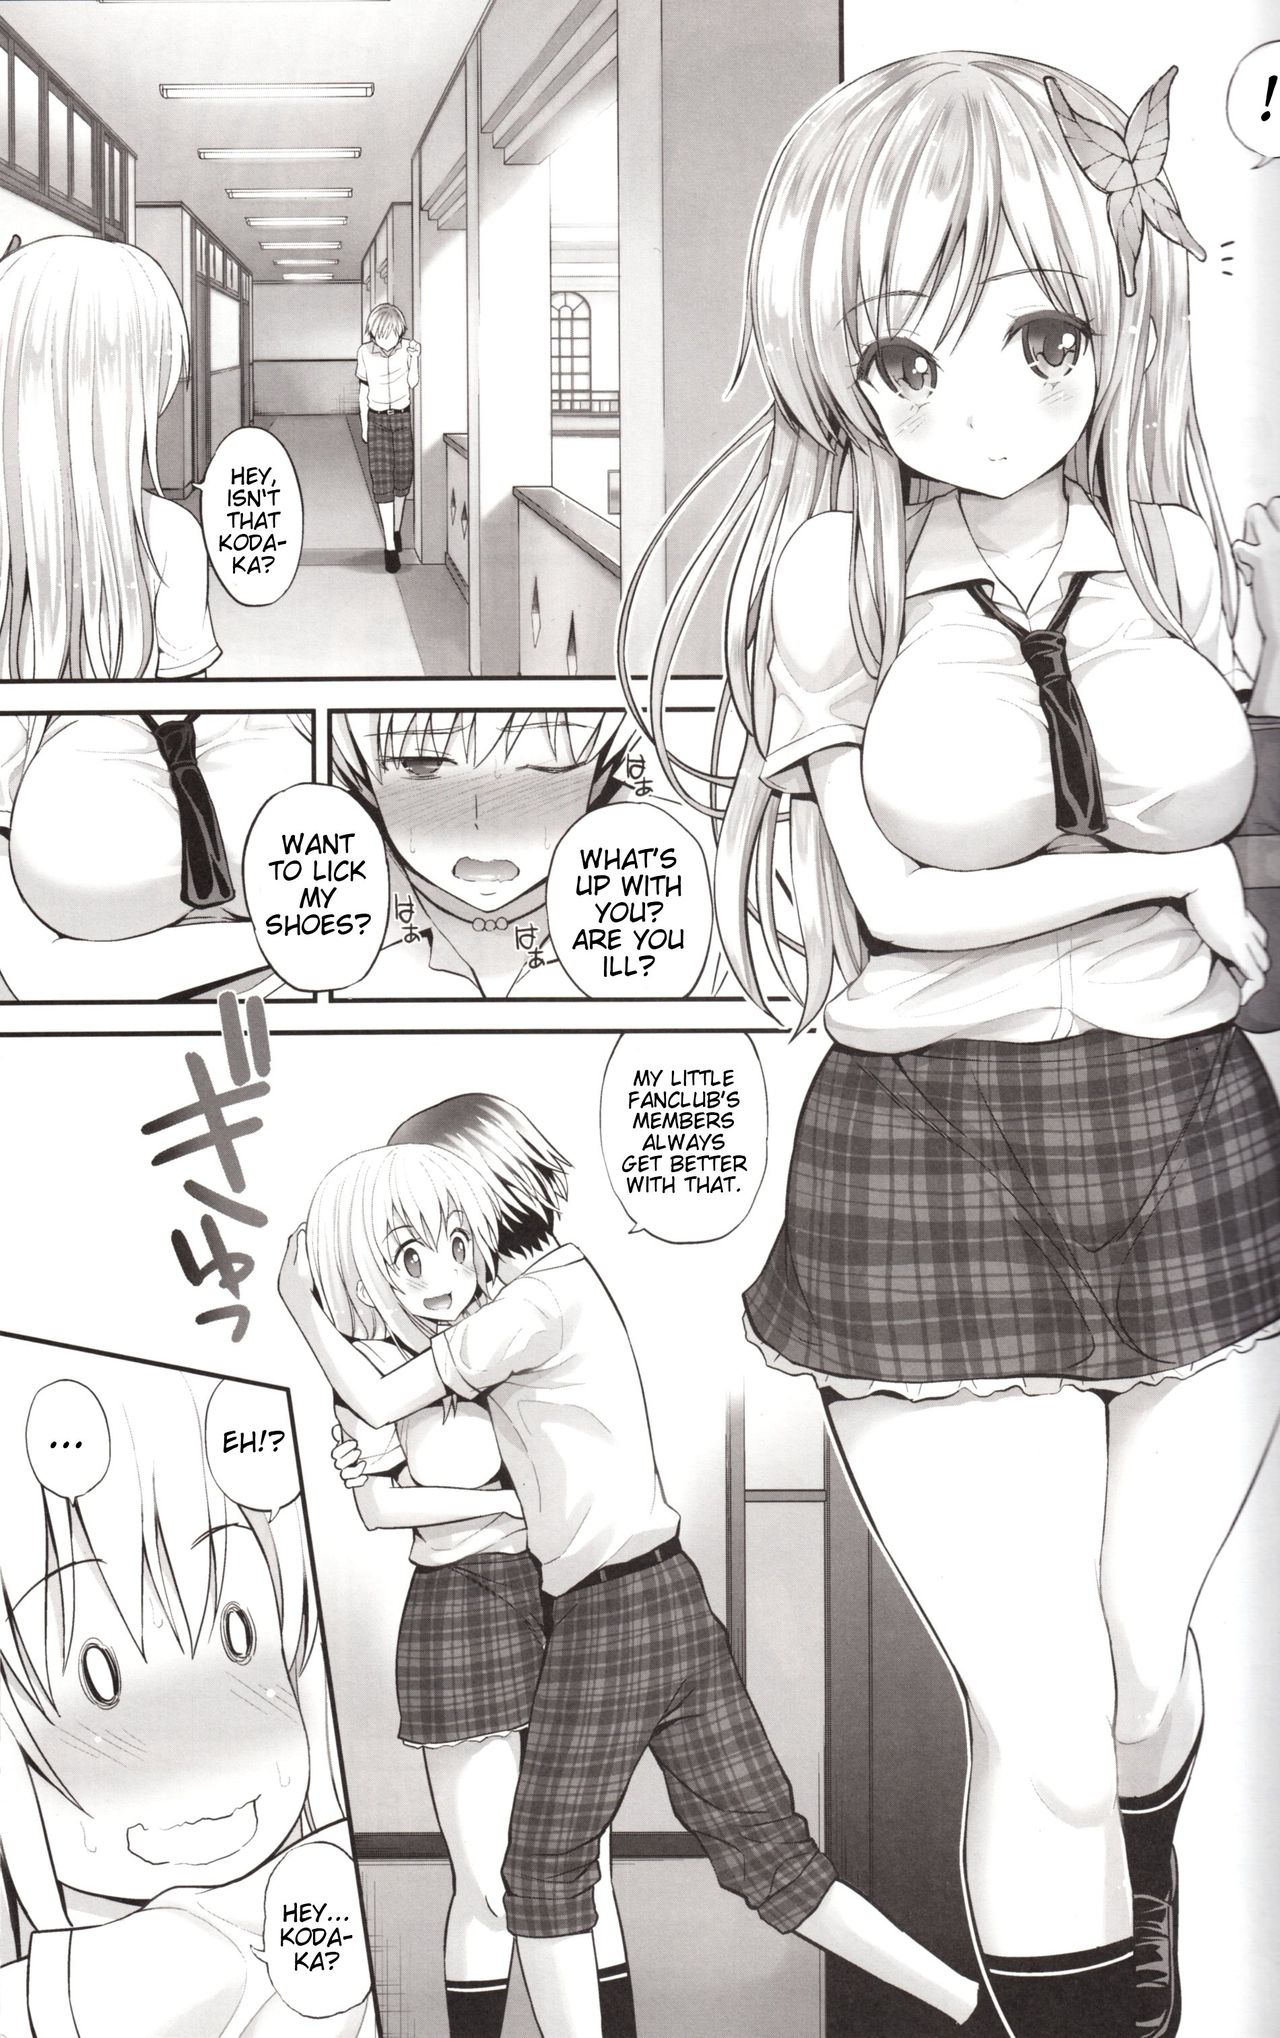 !
HEY,
ISN'T
THAT
KODA-
KA?
WHAT'S
UP WITH
YOU?
ARE YOU
ILL?
はぁ
はぁ
はぁ
WANT
TO LICK
MY
SHOES?
MY LITTLE
FANCLUB'S
MEMBERS
ALWAYS
GET BETTER
WITH THAT.
ギュっ
EH!?
...
HEY...
KODA-
KA?